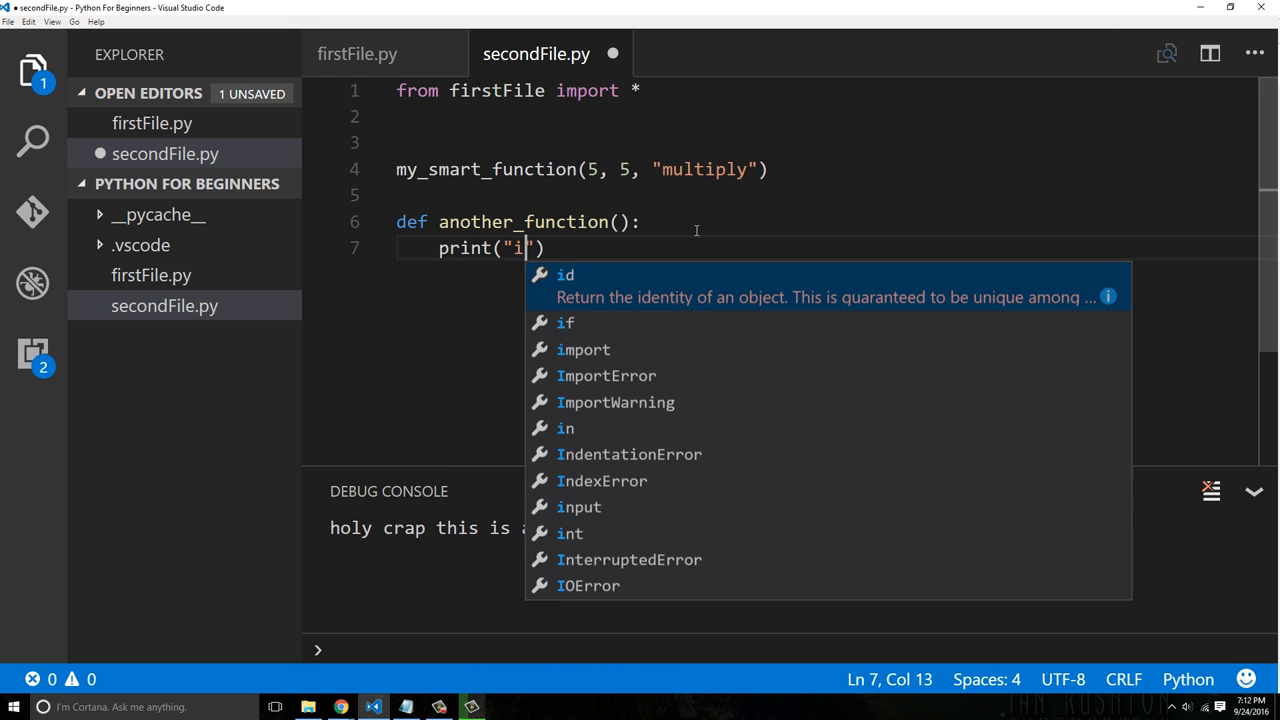 secondFile.py - Python For Beginners - Visual Studio Code
File Edit View Go Help
EXPLORER
OPEN EDITORS 1 UNSAVED
firstFile.py
secondFile.py
PYTHON FOR BEGINNERS
__pycache__
.vscode
firstFile.py
secondFile.py
1
2
firstFile.py secondFile.py
1 from firstFile import *
2
3
4 my_smart_function(5, 5, "multiply")
5
6 def another_function():
7 print("i")
id
Return the identity of an object. This is guaranteed to be unique among ...
if
import
ImportError
ImportWarning
in
IndentationError
IndexError
input
int
InterruptedError
IOError
DEBUG CONSOLE
holy crap this is
0 0 Ln 7, Col 13 Spaces: 4 UTF-8 CRLF Python
I'm Cortana. Ask me anything.
7:12 PM
9/24/2016